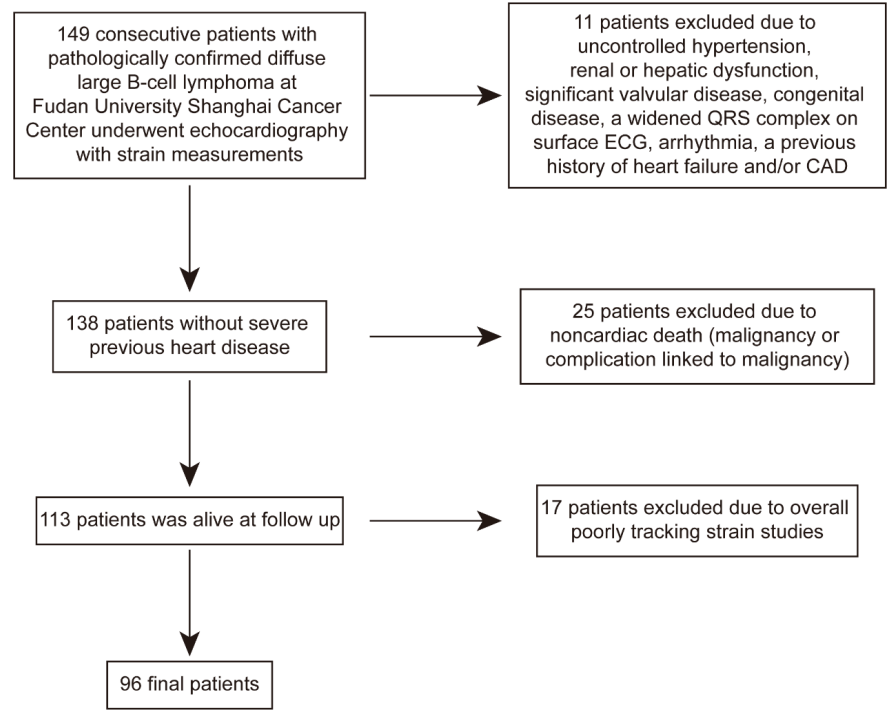 149 consecutive patients with
pathologically confirmed diffuse
large B-cell lymphoma at
Fudan University Shanghai Cancer
Center underwent echocardiography
with strain measurements
11 patients excluded due to
uncontrolled hypertension,
renal or hepatic dysfunction,
significant valvular disease, congenital
disease, a widened QRS complex on
surface ECG, arrhythmia, a previous
history of heart failure and/or CAD
138 patients without severe
previous heart disease
25 patients excluded due to
noncardiac death (malignancy or
complication linked to malignancy)
113 patients was alive at follow up
17 patients excluded due to overall
poorly tracking strain studies
96 final patients